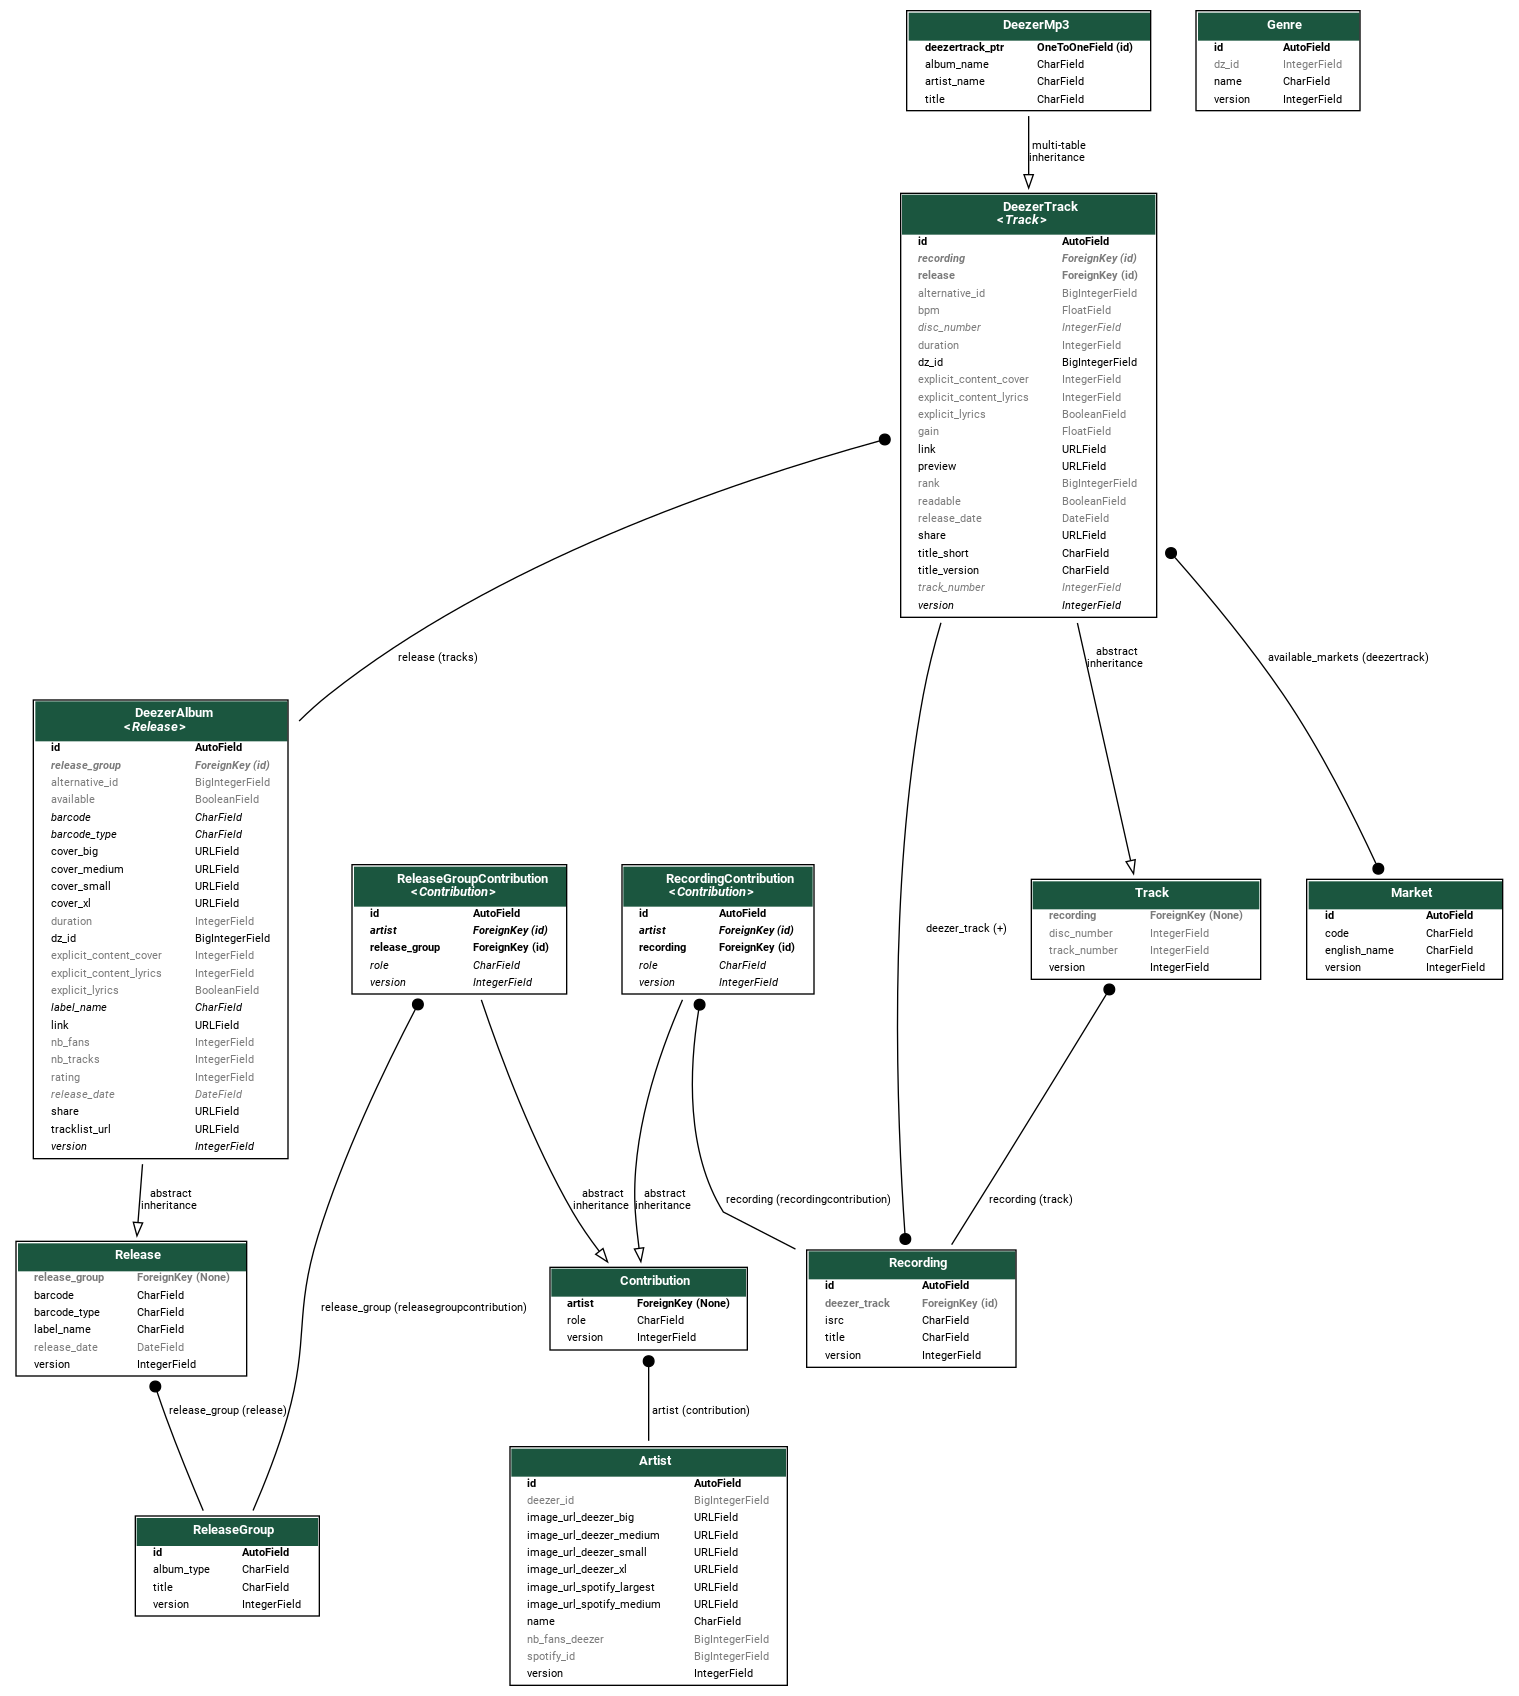 DeezerMp3
deezertrack_ptr OneToOneField (id)
album_name CharField
artist_name CharField
title CharField
Genre
id AutoField
dz_id IntegerField
name CharField
version IntegerField
multi-table
inheritance
DeezerTrack
<Track>
id AutoField
recording ForeignKey (id)
release ForeignKey (id)
alternative_id BigIntegerField
bpm FloatField
disc_number IntegerField
duration IntegerField
dz_id BigIntegerField
explicit_content_cover IntegerField
explicit_content_lyrics IntegerField
explicit_lyrics BooleanField
gain FloatField
link URLField
preview URLField
rank BigIntegerField
readable BooleanField
release_date DateField
share URLField
title_short CharField
title_version CharField
track_number IntegerField
version IntegerField
release (tracks)
abstract
inheritance
available_markets (deezertrack)
DeezerAlbum
<Release>
id AutoField
release_group ForeignKey (id)
alternative_id BigIntegerField
available BooleanField
barcode CharField
barcode_type CharField
cover_big URLField
cover_medium URLField
cover_small URLField
cover_xl URLField
duration IntegerField
dz_id BigIntegerField
explicit_content_cover IntegerField
explicit_content_lyrics IntegerField
explicit_lyrics BooleanField
label_name CharField
link URLField
nb_fans IntegerField
nb_tracks IntegerField
rating IntegerField
release_date DateField
share URLField
tracklist_url URLField
version IntegerField
ReleaseGroupContribution
<Contribution>
id AutoField
artist ForeignKey (id)
release_group ForeignKey (id)
role CharField
version IntegerField
RecordingContribution
<Contribution>
id AutoField
artist ForeignKey (id)
recording ForeignKey (id)
role CharField
version IntegerField
deezer_track (+)
Track
recording ForeignKey (None)
disc_number IntegerField
track_number IntegerField
version IntegerField
Market
id AutoField
code CharField
english_name CharField
version IntegerField
abstract
inheritance
abstract
inheritance
abstract
inheritance
recording (recordingcontribution)
recording (track)
Release
release_group ForeignKey (None)
barcode CharField
barcode_type CharField
label_name CharField
release_date DateField
version IntegerField
release_group (releasegroupcontribution)
Contribution
artist ForeignKey (None)
role CharField
version IntegerField
Recording
id AutoField
deezer_track ForeignKey (id)
isrc CharField
title CharField
version IntegerField
release_group (release)
artist (contribution)
ReleaseGroup
id AutoField
album_type CharField
title CharField
version IntegerField
Artist
id AutoField
deezer_id BigIntegerField
image_url_deezer_big URLField
image_url_deezer_medium URLField
image_url_deezer_small URLField
image_url_deezer_xl URLField
image_url_spotify_largest URLField
image_url_spotify_medium URLField
name CharField
nb_fans_deezer BigIntegerField
spotify_id BigIntegerField
version IntegerField